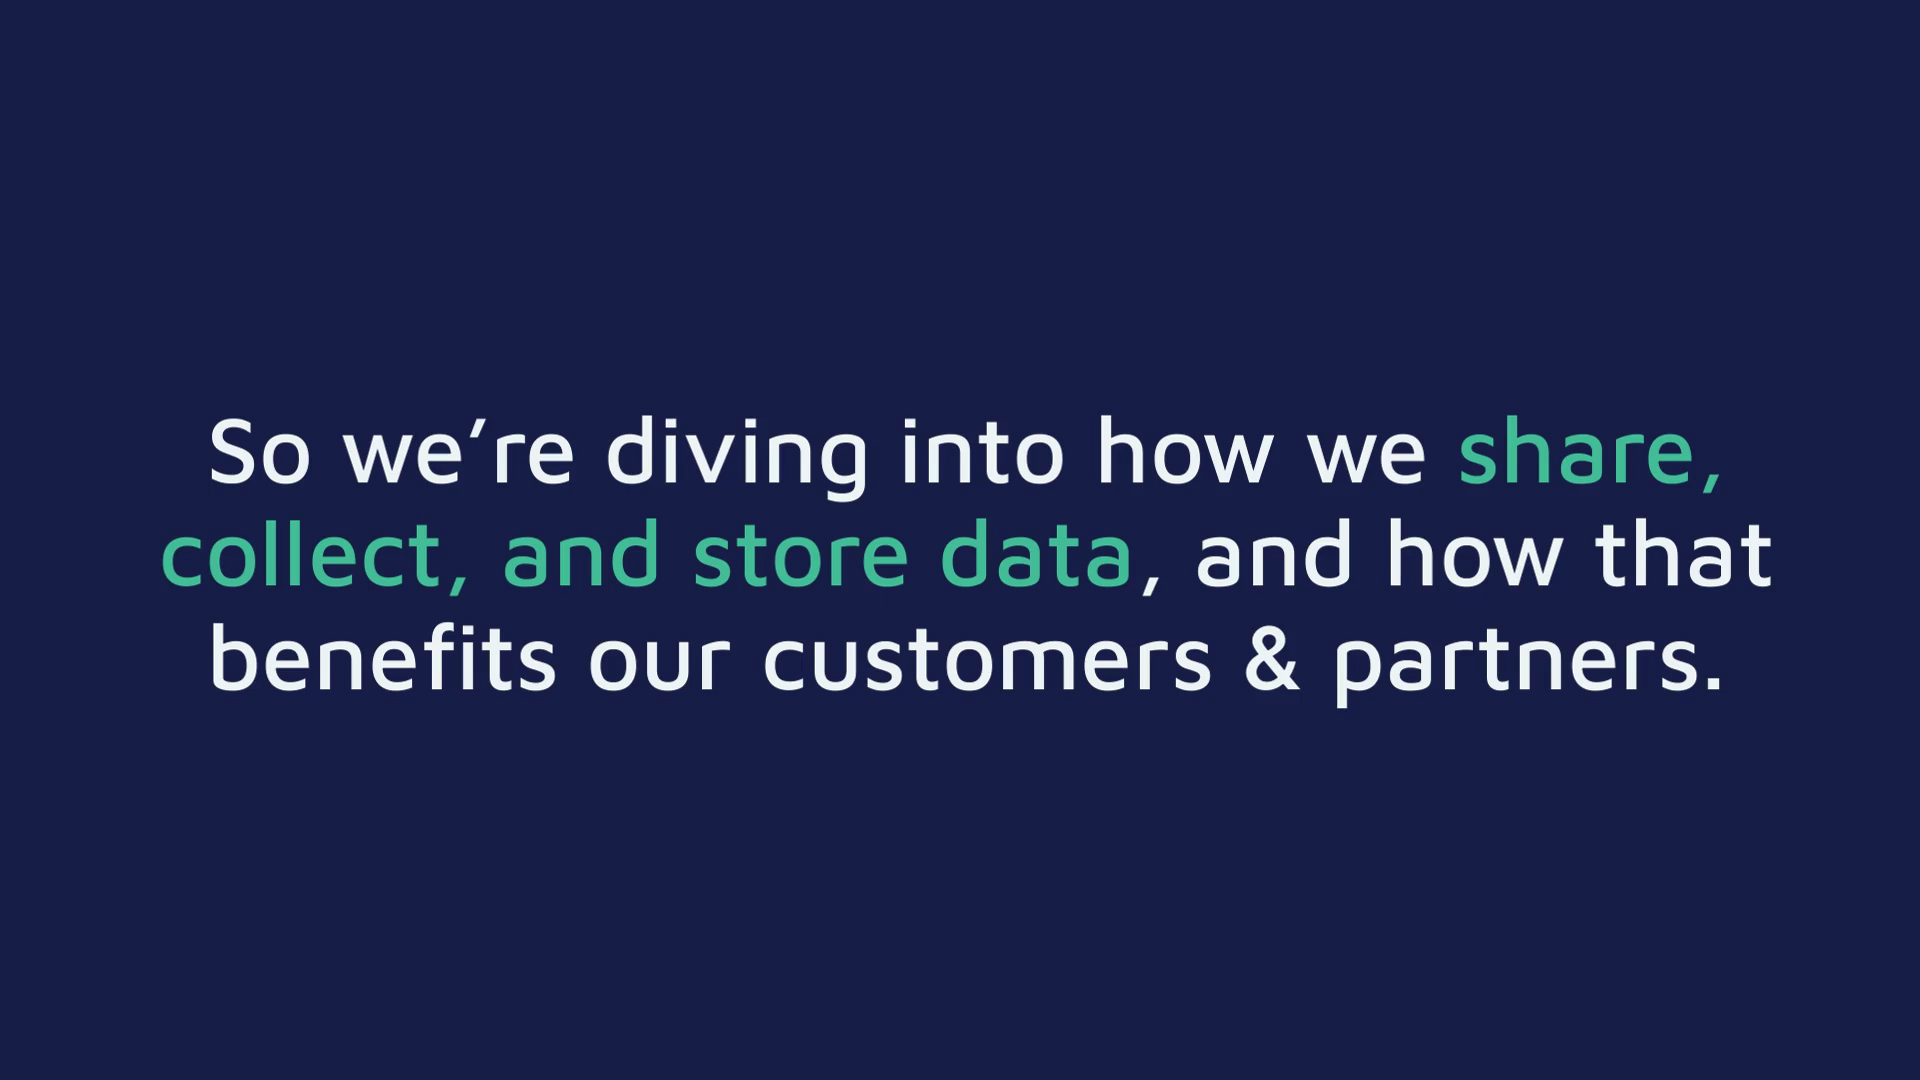 So we’re diving into how we share,
collect, and store data, and how that
benefits our customers & partners.